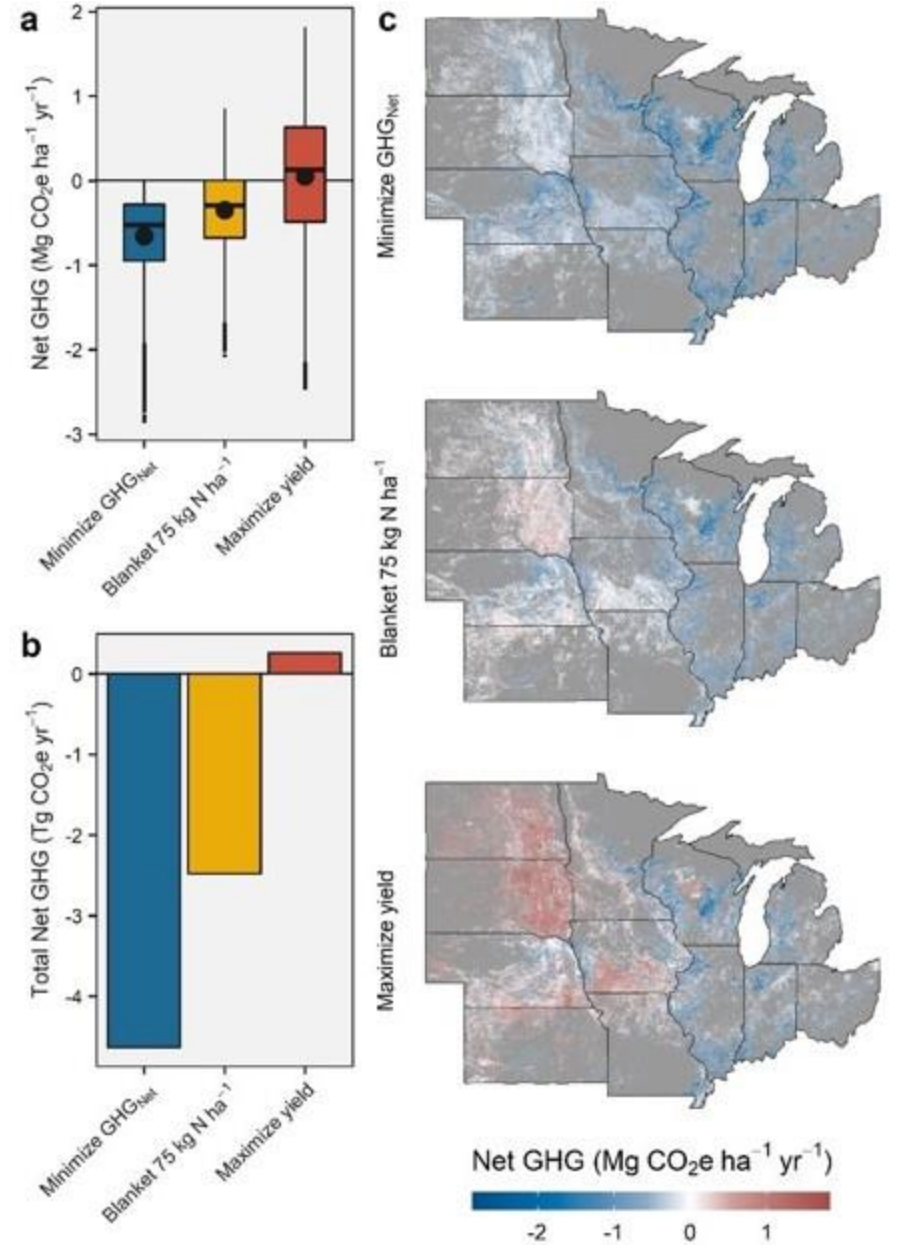 a
Net GHG (Mg CO₂e ha⁻¹ yr⁻¹)
2
1
0
-1
-2
-3
Minimize GHG_Net
Blanket 75 kg N ha⁻¹
Maximize yield
b
Total Net GHG (Tg CO₂e yr⁻¹)
0
-1
-2
-3
-4
Minimize GHG_Net
Blanket 75 kg N ha⁻¹
Maximize yield
c
Minimize GHG_Net
Blanket 75 kg N ha⁻¹
Maximize yield
Net GHG (Mg CO₂e ha⁻¹ yr⁻¹)
-2 -1 0 1